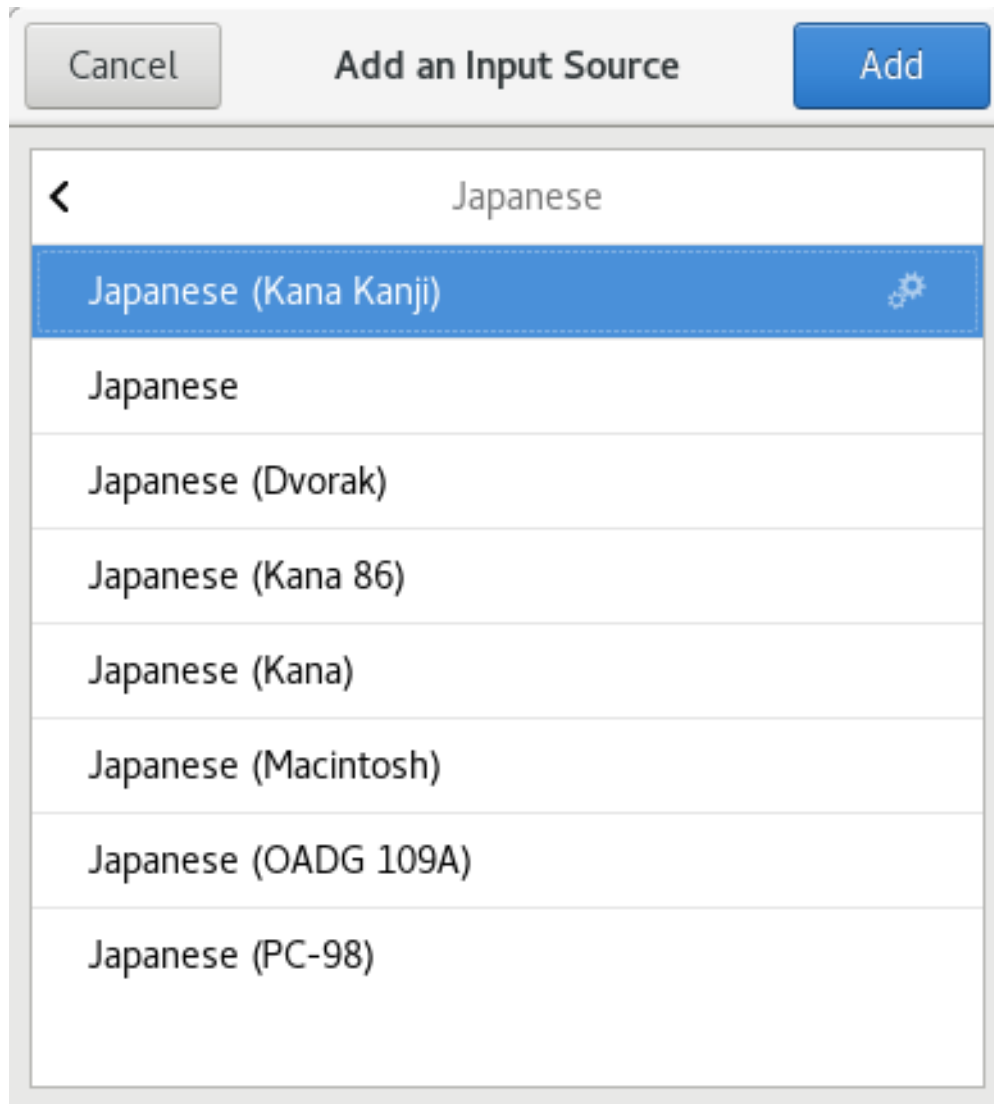 Cancel Add an Input Source Add
Japanese
Japanese (Kana Kanji)
Japanese
Japanese (Dvorak)
Japanese (Kana 86)
Japanese (Kana)
Japanese (Macintosh)
Japanese (OADG 109A)
Japanese (PC-98)